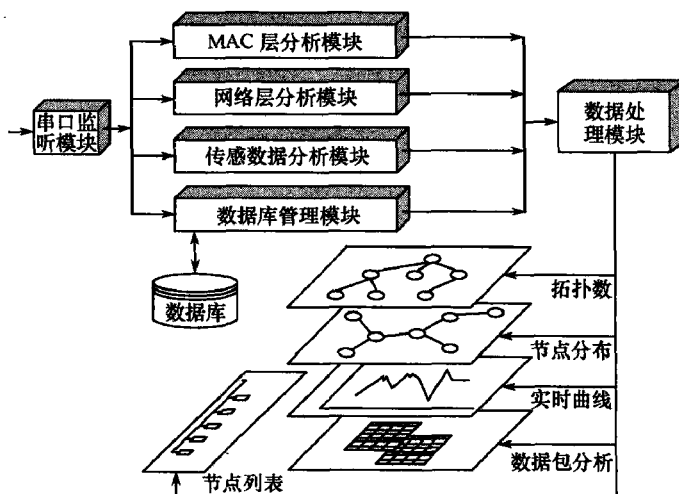 MAC 层分析模块
网络层分析模块
串口监
听模块
传感数据分析模块
数据库管理模块
数据处
理模块
数据库
拓扑数
节点分布
实时曲线
数据包分析
节点列表